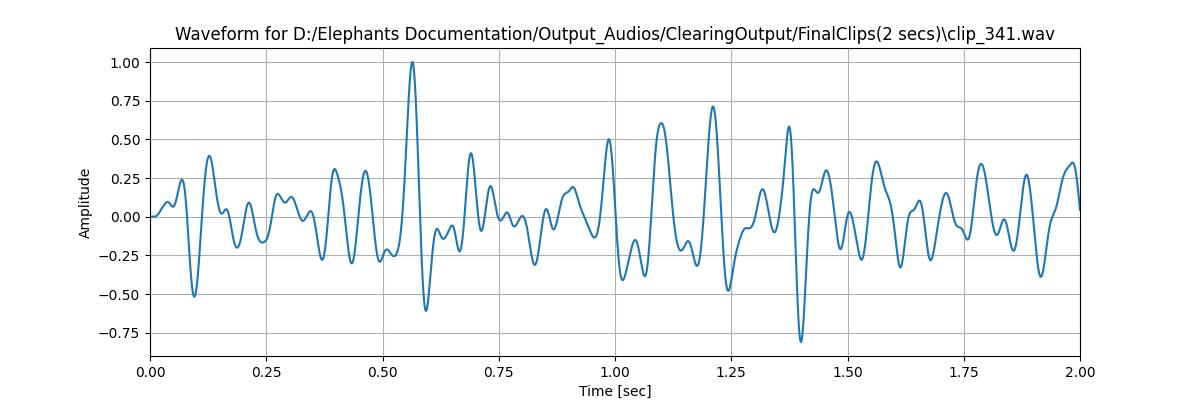 Waveform for D:/Elephants Documentation/Output_Audios/ClearingOutput/FinalClips(2 secs)\clip_341.wav
Amplitude
1.00
0.75
0.50
0.25
0.00
−0.25
−0.50
−0.75
0.00 0.25 0.50 0.75 1.00 1.25 1.50 1.75 2.00
Time [sec]